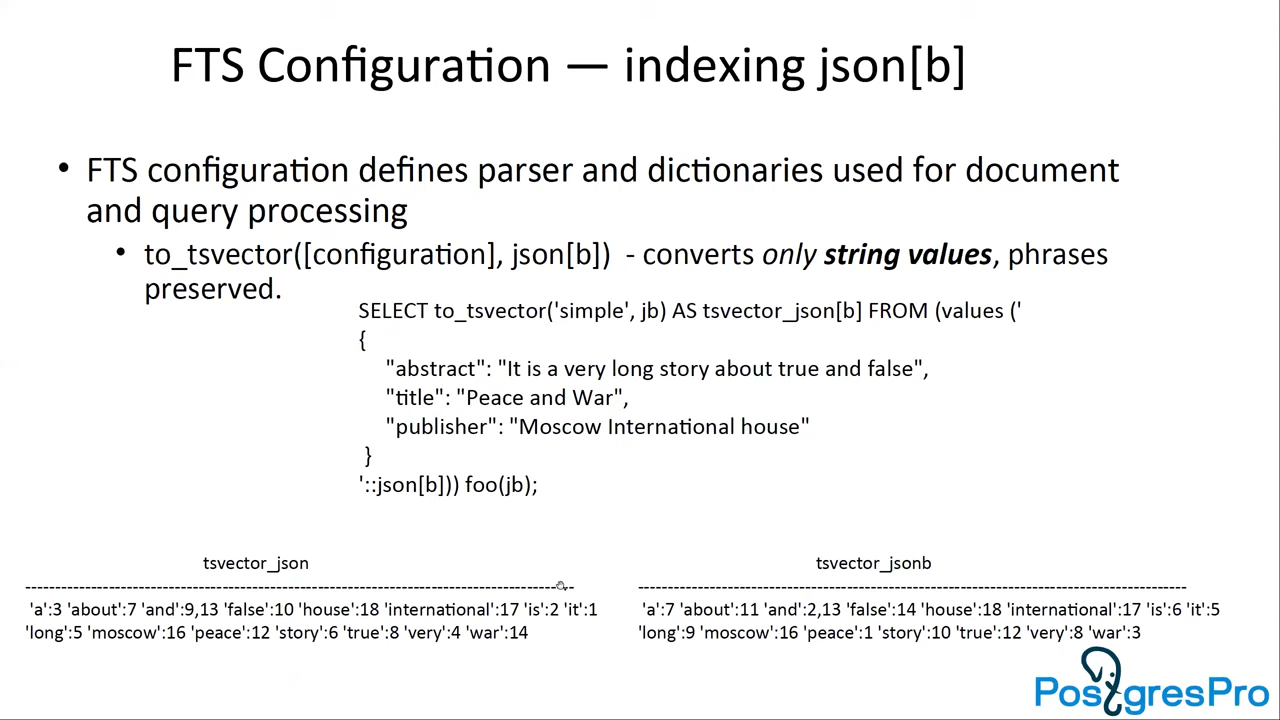 FTS Configuration — indexing json[b]
• FTS configuration defines parser and dictionaries used for document
and query processing
• to_tsvector([configuration], json[b])  - converts only string values, phrases
preserved.
SELECT to_tsvector('simple', jb) AS tsvector_json[b] FROM (values ('
{
"abstract": "It is a very long story about true and false",
"title": "Peace and War",
"publisher": "Moscow International house"
}
'::json[b])) foo(jb);
tsvector_json
--------------------------------------------------------------------------------------------
'a':3 'about':7 'and':9,13 'false':10 'house':18 'international':17 'is':2 'it':1
'long':5 'moscow':16 'peace':12 'story':6 'true':8 'very':4 'war':14
tsvector_jsonb
--------------------------------------------------------------------------------------------
'a':7 'about':11 'and':2,13 'false':14 'house':18 'international':17 'is':6 'it':5
'long':9 'moscow':16 'peace':1 'story':10 'true':12 'very':8 'war':3
PostgresPro